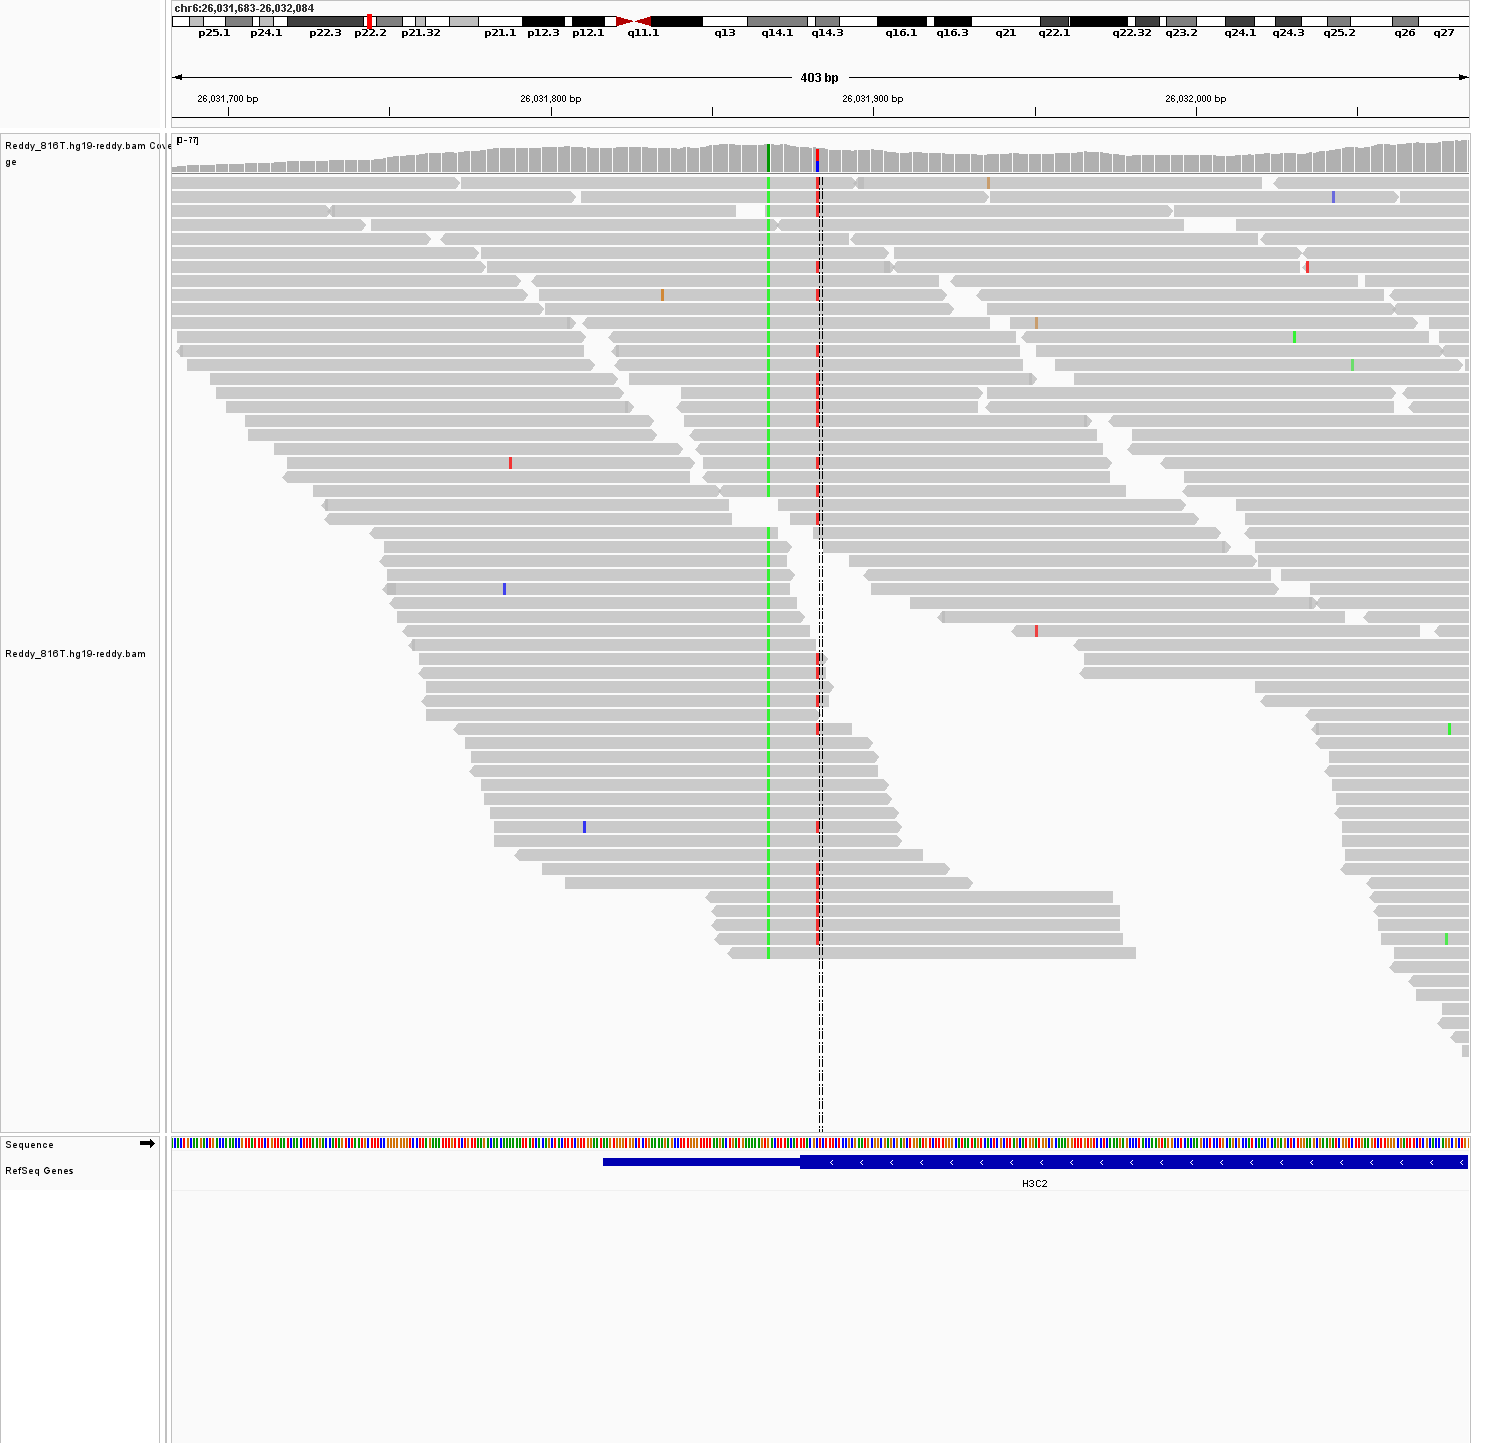 chr6:26,031,683-26,032,084
p25.1 p24.1 p22.3 p22.2 p21.32 p21.1 p12.3 p12.1 q11.1 q13 q14.1 q14.3 q16.1 q16.3 q21 q22.1 q22.32 q23.2 q24.1 q24.3 q25.2 q26 q27
403 bp
26,031,700 bp 26,031,800 bp 26,031,900 bp 26,032,000 bp
Reddy_816T.hg19-reddy.bam Cove
ge
[0-77]
Reddy_816T.hg19-reddy.bam
Sequence
RefSeq Genes
H3C2